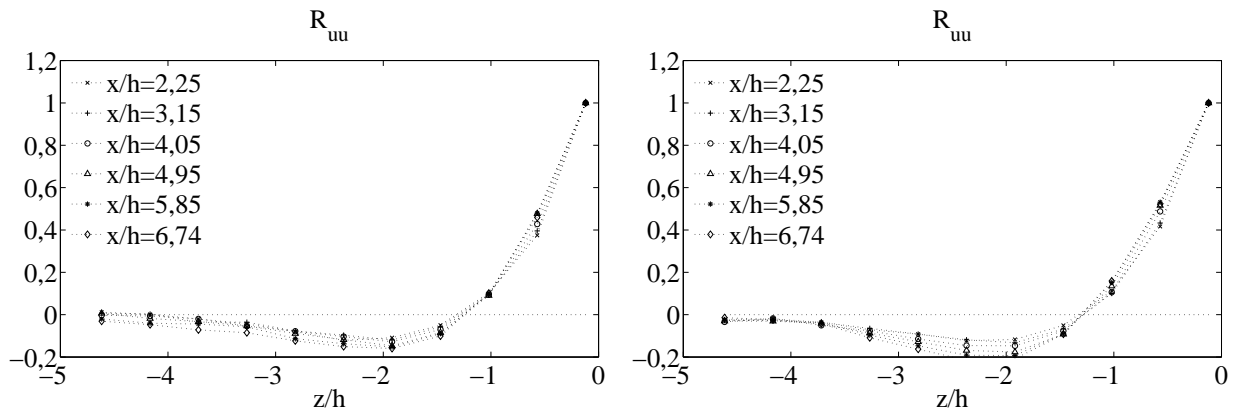 R_uu
1,2
1
0,8
0,6
0,4
0,2
0
−0,2
x/h=2,25
x/h=3,15
x/h=4,05
x/h=4,95
x/h=5,85
x/h=6,74
−5 −4 −3 −2 −1 0
z/h
R_uu
1,2
1
0,8
0,6
0,4
0,2
0
−0,2
x/h=2,25
x/h=3,15
x/h=4,05
x/h=4,95
x/h=5,85
x/h=6,74
−5 −4 −3 −2 −1 0
z/h